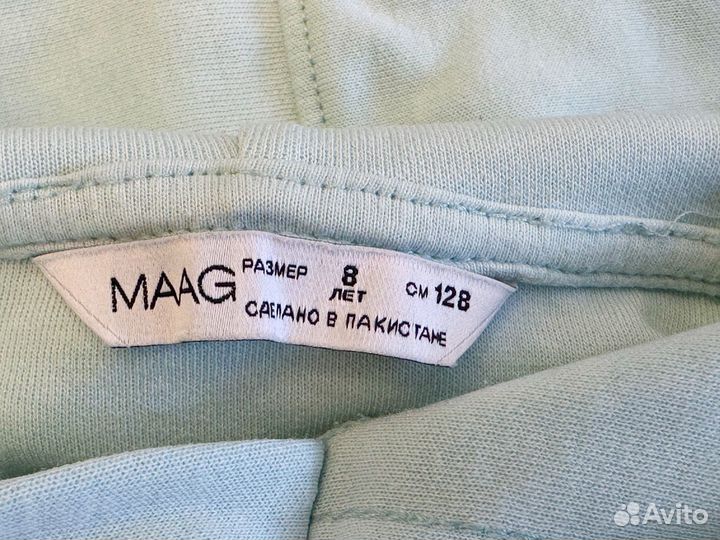 MAAG
РАЗМЕР 8 ЛЕТ СМ 128
СДЕЛАНО В ПАКИСТАНЕ
Avito